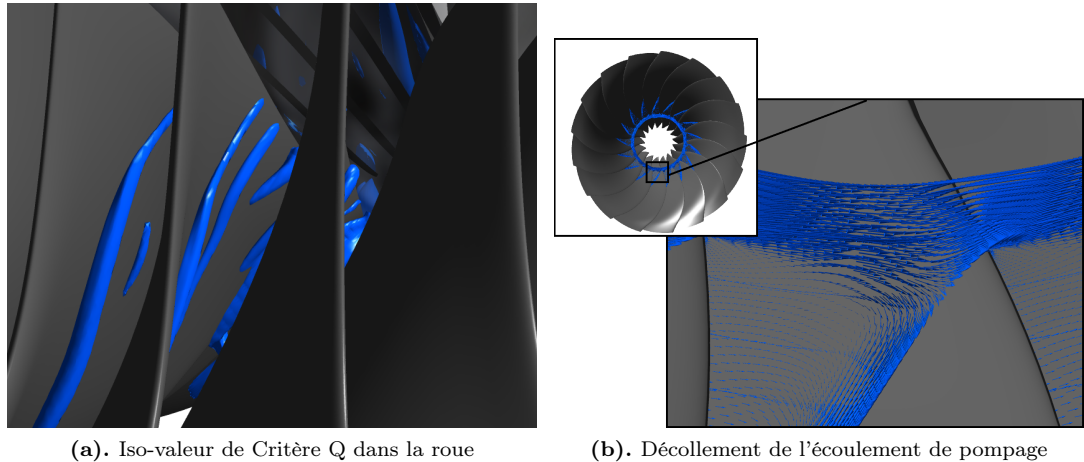 (a). Iso-valeur de Critère Q dans la roue
(b). Décollement de l'écoulement de pompage